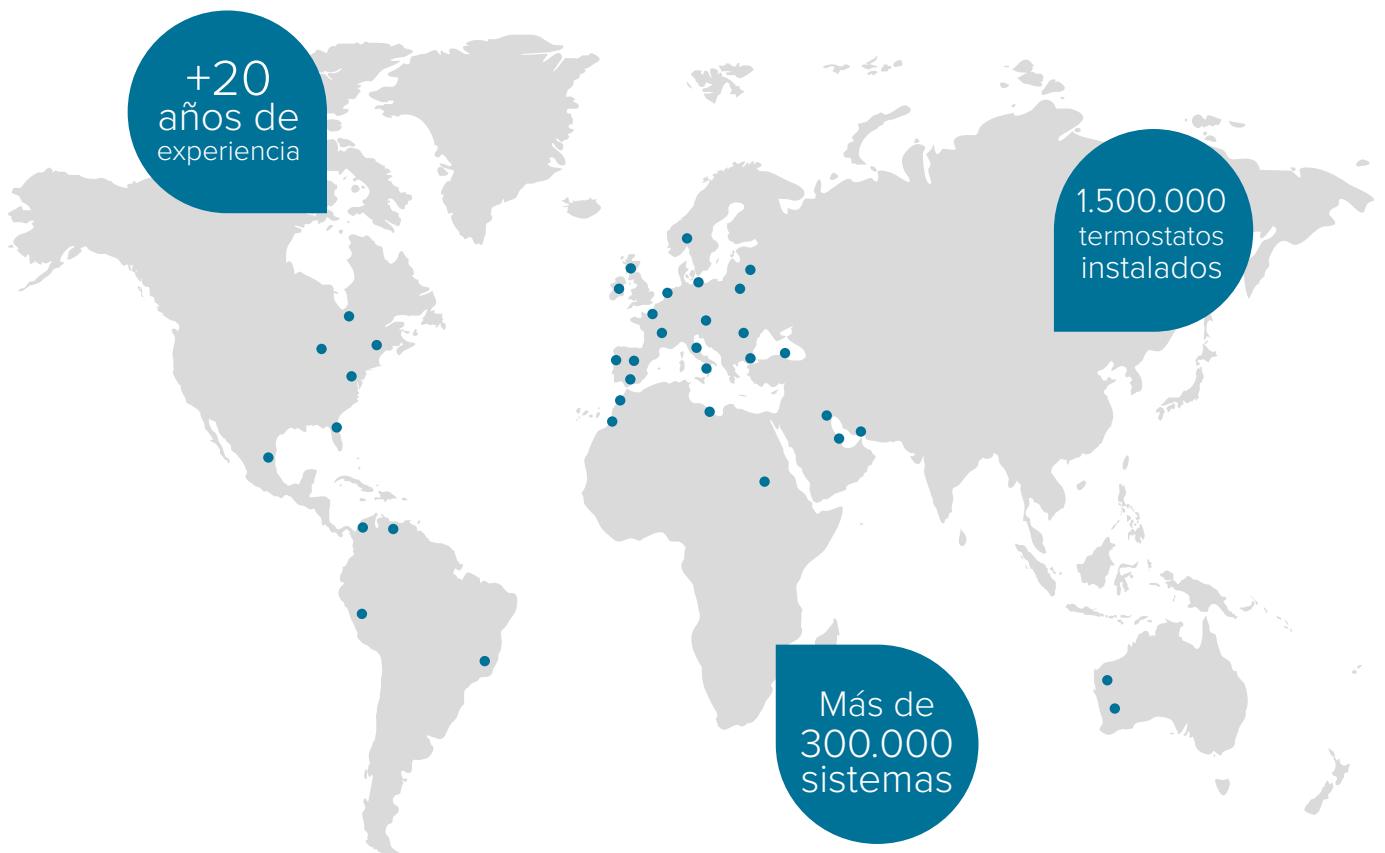 +20
años de
experiencia
1.500.000
termostatos
instalados
Más de
300.000
sistemas